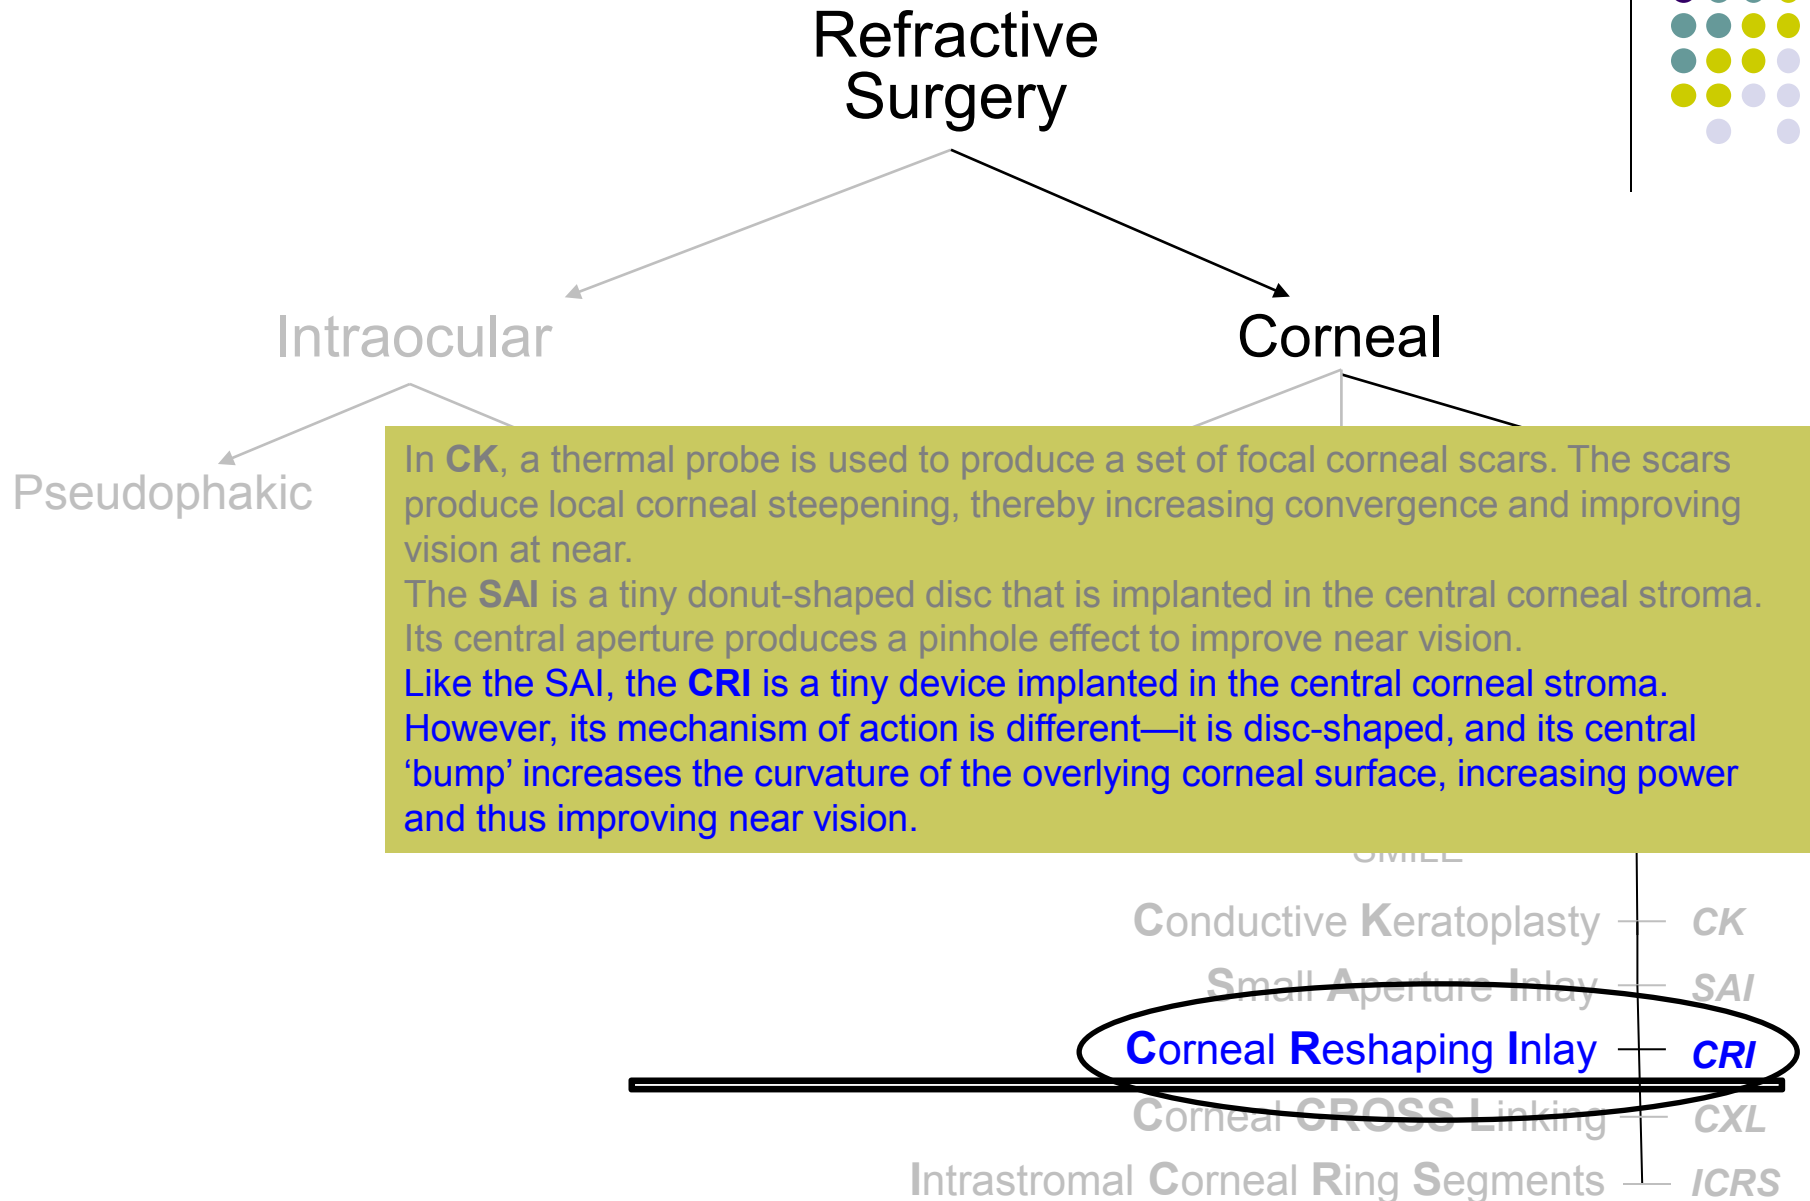 Refractive
Surgery
Intraocular
Corneal
Pseudophakic
In CK, a thermal probe is used to produce a set of focal corneal scars. The scars
produce local corneal steepening, thereby increasing convergence and improving
vision at near.
The SAI is a tiny donut-shaped disc that is implanted in the central corneal stroma.
Its central aperture produces a pinhole effect to improve near vision.
Like the SAI, the CRI is a tiny device implanted in the central corneal stroma.
However, its mechanism of action is different—it is disc-shaped, and its central
‘bump’ increases the curvature of the overlying corneal surface, increasing power
and thus improving near vision.
SMILE
Conductive Keratoplasty CK
Small Aperture Inlay SAI
Corneal Reshaping Inlay CRI
Corneal CROSS Linking CXL
Intrastromal Corneal Ring Segments ICRS